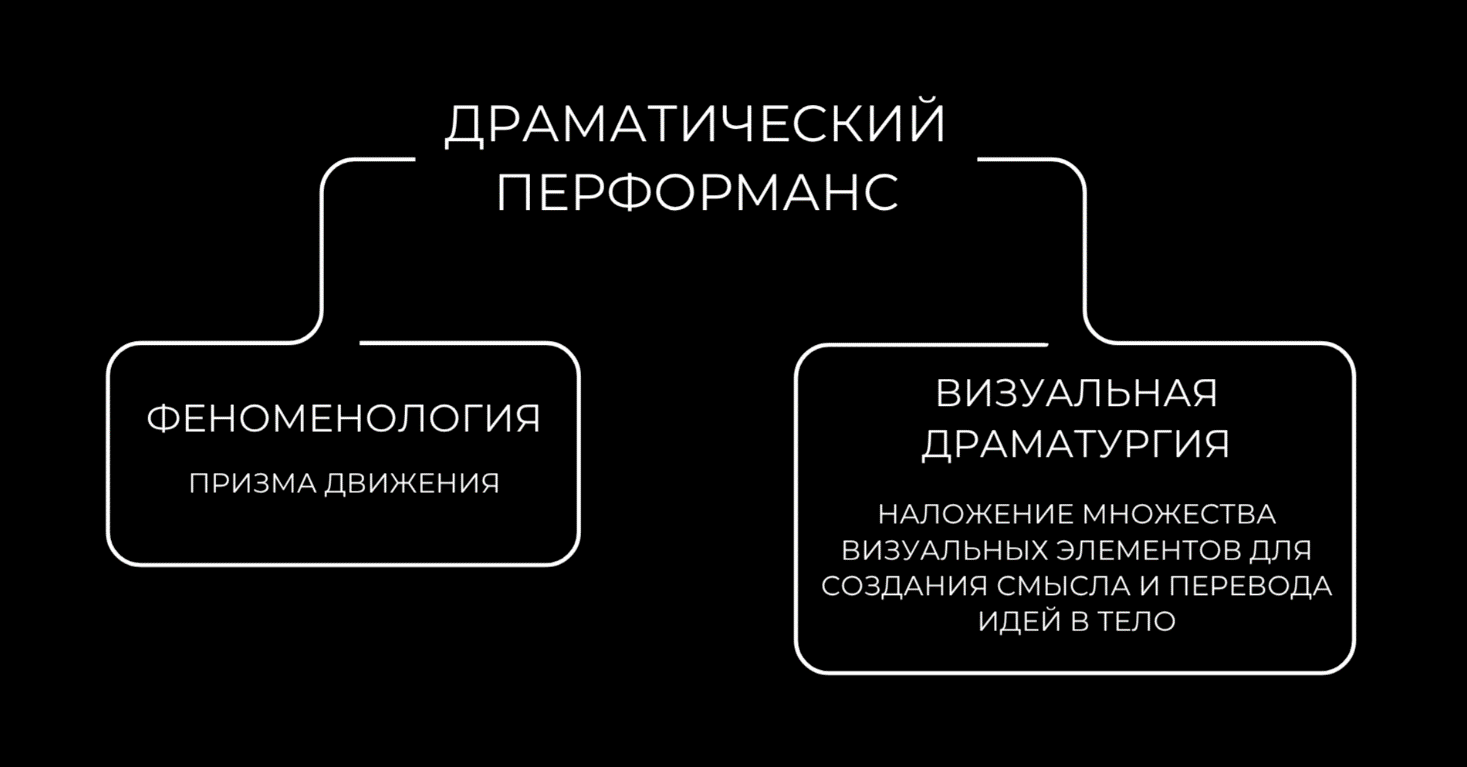 ДРАМАТИЧЕСКИЙ
ПЕРФОРМАНС
ФЕНОМЕНОЛОГИЯ
ПРИЗМА ДВИЖЕНИЯ
ВИЗУАЛЬНАЯ
ДРАМАТУРГИЯ
НАЛОЖЕНИЕ МНОЖЕСТВА
ВИЗУАЛЬНЫХ ЭЛЕМЕНТОВ ДЛЯ
СОЗДАНИЯ СМЫСЛА И ПЕРЕВОДА
ИДЕЙ В ТЕЛО